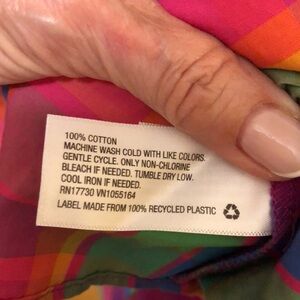 100% COTTON
MACHINE WASH COLD WITH LIKE COLORS.
GENTLE CYCLE. ONLY NON-CHLORINE
BLEACH IF NEEDED. TUMBLE DRY LOW.
COOL IRON IF NEEDED.
RN17730 VN1055164
LABEL MADE FROM 100% RECYCLED PLASTIC